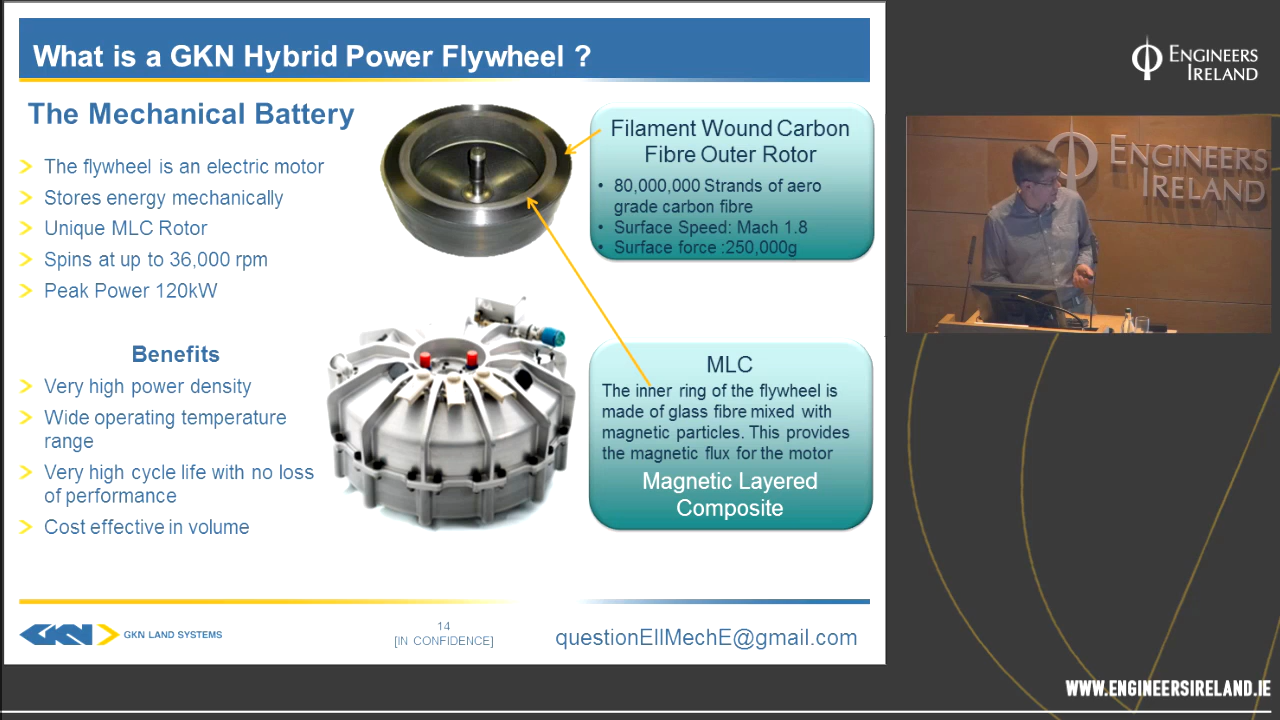 What is a GKN Hybrid Power Flywheel ?
The Mechanical Battery
The flywheel is an electric motor
Stores energy mechanically
Unique MLC Rotor
Spins at up to 36,000 rpm
Peak Power 120kW
Benefits
Very high power density
Wide operating temperature
range
Very high cycle life with no loss
of performance
Cost effective in volume
Filament Wound Carbon
Fibre Outer Rotor
• 80,000,000 Strands of aero
grade carbon fibre
• Surface Speed: Mach 1.8
• Surface force :250,000g
MLC
The inner ring of the flywheel is
made of glass fibre mixed with
magnetic particles. This provides
the magnetic flux for the motor
Magnetic Layered
Composite
GKN
GKN LAND SYSTEMS
14
[IN CONFIDENCE]
questionEIIMechE@gmail.com
ENGINEERS
IRELAND
ENGINEERS
IRELAND
WWW.ENGINEERSIRELAND.IE